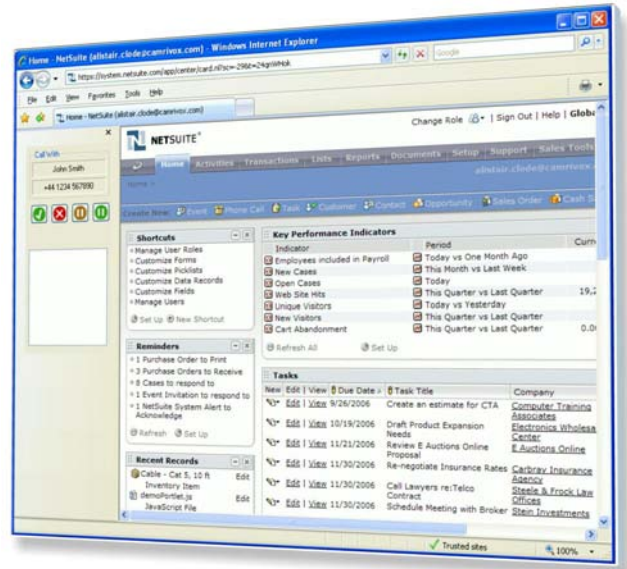 Home - NetSuite (alistair.clode@camrivox.com) - Windows Internet Explorer
Google
File Edit View Favorites Tools Help
Home - NetSuite (alistair.clode@camrivox.com)
Call With
John Smith
+44 1234 567890
N NETSUITE
Change Role | Sign Out | Help | Globa
Home Activities Transactions Lists Reports Documents Setup Support Sales Tools
alistair.clode@camrivox.c
Home »
Create New: Event Phone Call Task Customer Contact Opportunity Sales Order Cash S
Shortcuts
Manage User Roles
Customize Forms
Customize Picklists
Customize Data Records
Customize Fields
Manage Users
Set Up New Shortcut
Reminders
1 Purchase Order to Print
3 Purchase Orders to Receive
8 Cases to respond to
1 Event Invitation to respond to
1 NetSuite System Alert to
Acknowledge
Refresh Set Up
Recent Records
Cable - Cat 5, 10 ft Edit
Inventory Item
demoPortlet.js Edit
JavaScript File
Key Performance Indicators
Indicator Period Curre
Employees included in Payroll Today vs One Month Ago
New Cases This Month vs Last Week
Open Cases Today
Web Site Hits This Quarter vs Last Quarter 19,2
Unique Visitors Today vs Yesterday
New Visitors This Quarter vs Last Quarter
Cart Abandonment This Quarter vs Last Quarter 0.0
Refresh All Set Up
Tasks
New Edit | View Due Date Task Title Company
Edit | View 9/26/2006 Create an estimate for CTA Computer Training
Associates
Edit | View 10/19/2006 Draft Product Expansion Electronics Wholesa
Needs Center
Edit | View 11/21/2006 Review E Auctions Online E Auctions Online
Proposal
Edit | View 11/30/2006 Re-negotiate Insurance Rates Carbray Insurance
Agency
Edit | View 11/30/2006 Call Lawyers re:Telco Steele & Frock Law
Contract Offices
Edit | View 11/30/2006 Schedule Meeting with Broker Stein Investments
Trusted sites 100%